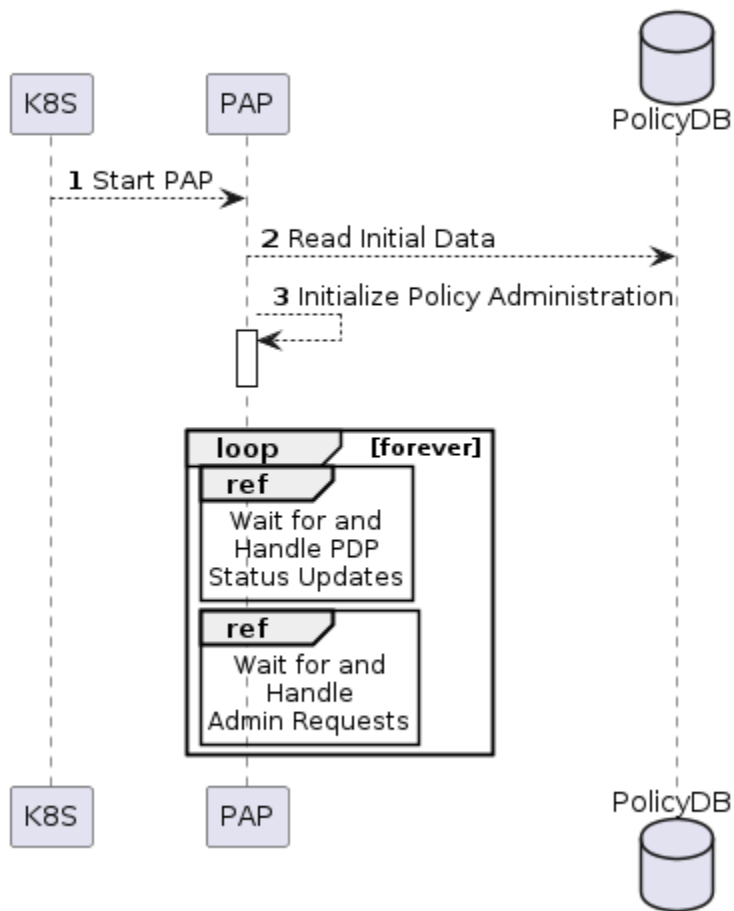 PolicyDB
K8S
PAP
1 Start PAP
2 Read Initial Data
3 Initialize Policy Administration
loop
[forever]
ref
Wait for and
Handle PDP
Status Updates
ref
Wait for and
Handle
Admin Requests
K8S
PAP
PolicyDB